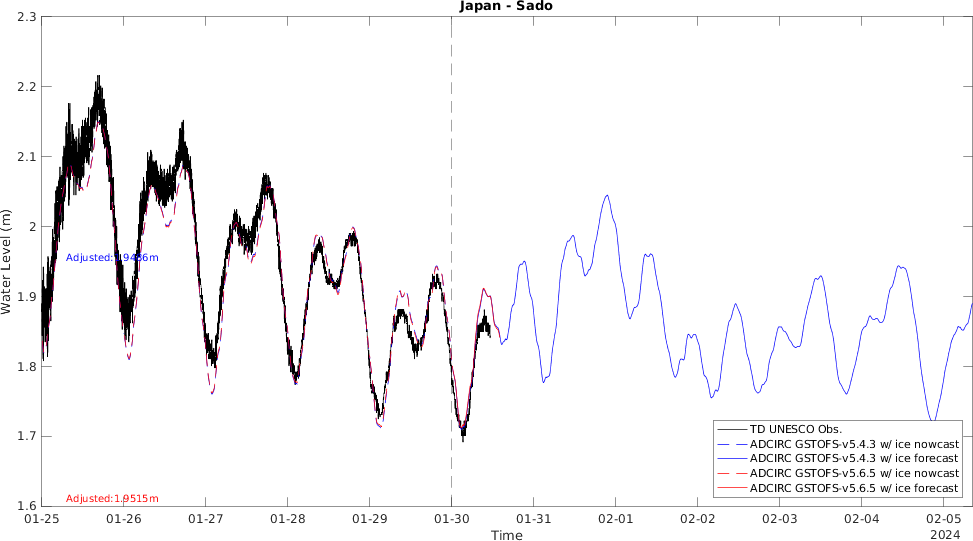 Japan - Sado
2.3
2.2
2.1
2
1.9
1.8
1.7
1.6
Water Level (m)
Adjusted:1.9486m
Adjusted:1.9515m
TD UNESCO Obs.
ADCIRC GSTOFS-v5.4.3 w/ ice nowcast
ADCIRC GSTOFS-v5.4.3 w/ ice forecast
ADCIRC GSTOFS-v5.6.5 w/ ice nowcast
ADCIRC GSTOFS-v5.6.5 w/ ice forecast
01-25 01-26 01-27 01-28 01-29 01-30 01-31 02-01 02-02 02-03 02-04 02-05
Time
2024